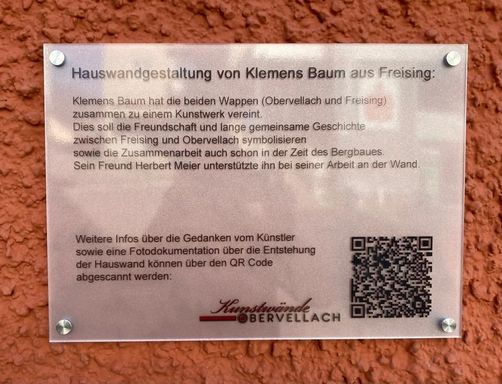 Hauswandgestaltung von Klemens Baum aus Freising:
Klemens Baum hat die beiden Wappen (Obervellach und Freising)
zusammen zu einem Kunstwerk vereint.
Dies soll die Freundschaft und lange gemeinsame Geschichte
zwischen Freising und Obervellach symbolisieren
sowie die Zusammenarbeit auch schon in der Zeit des Bergbaues.
Sein Freund Herbert Meier unterstützte ihn bei seiner Arbeit an der Wand.
Weitere Infos über die Gedanken vom Künstler
sowie eine Fotodokumentation über die Entstehung
der Hauswand können über den QR Code
abgescannt werden:
Kunstwände
OBERVELLACH